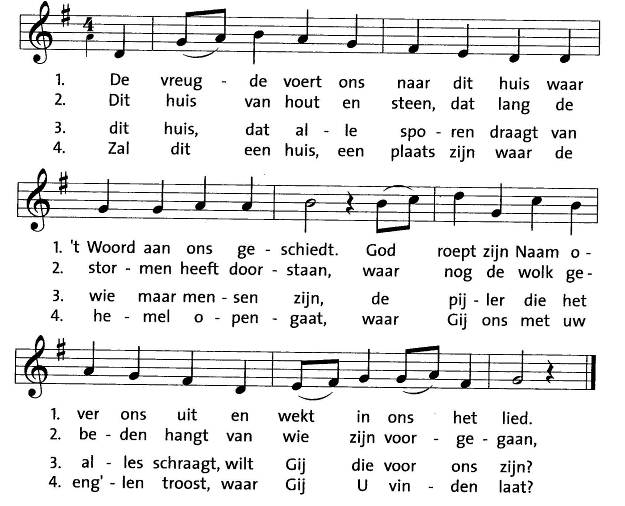 4
4
1. De vreug - de voert ons naar dit huis waar
2. Dit huis van hout en steen, dat lang de
3. dit huis, dat al - le spo - ren draagt van
4. Zal dit een huis, een plaats zijn waar de
1. 't Woord aan ons ge - schiedt. God roept zijn Naam o -
2. stor - men heeft door - staan, waar nog de wolk ge -
3. wie maar men - sen zijn, de pij - ler die het
4. he - mel o - pen - gaat, waar Gij ons met uw
1. ver ons uit en wekt in ons het lied.
2. be - den hangt van wie zijn voor - ge - gaan,
3. al - les schraagt, wilt Gij die voor ons zijn?
4. eng' - len troost, waar Gij U vin - den laat?